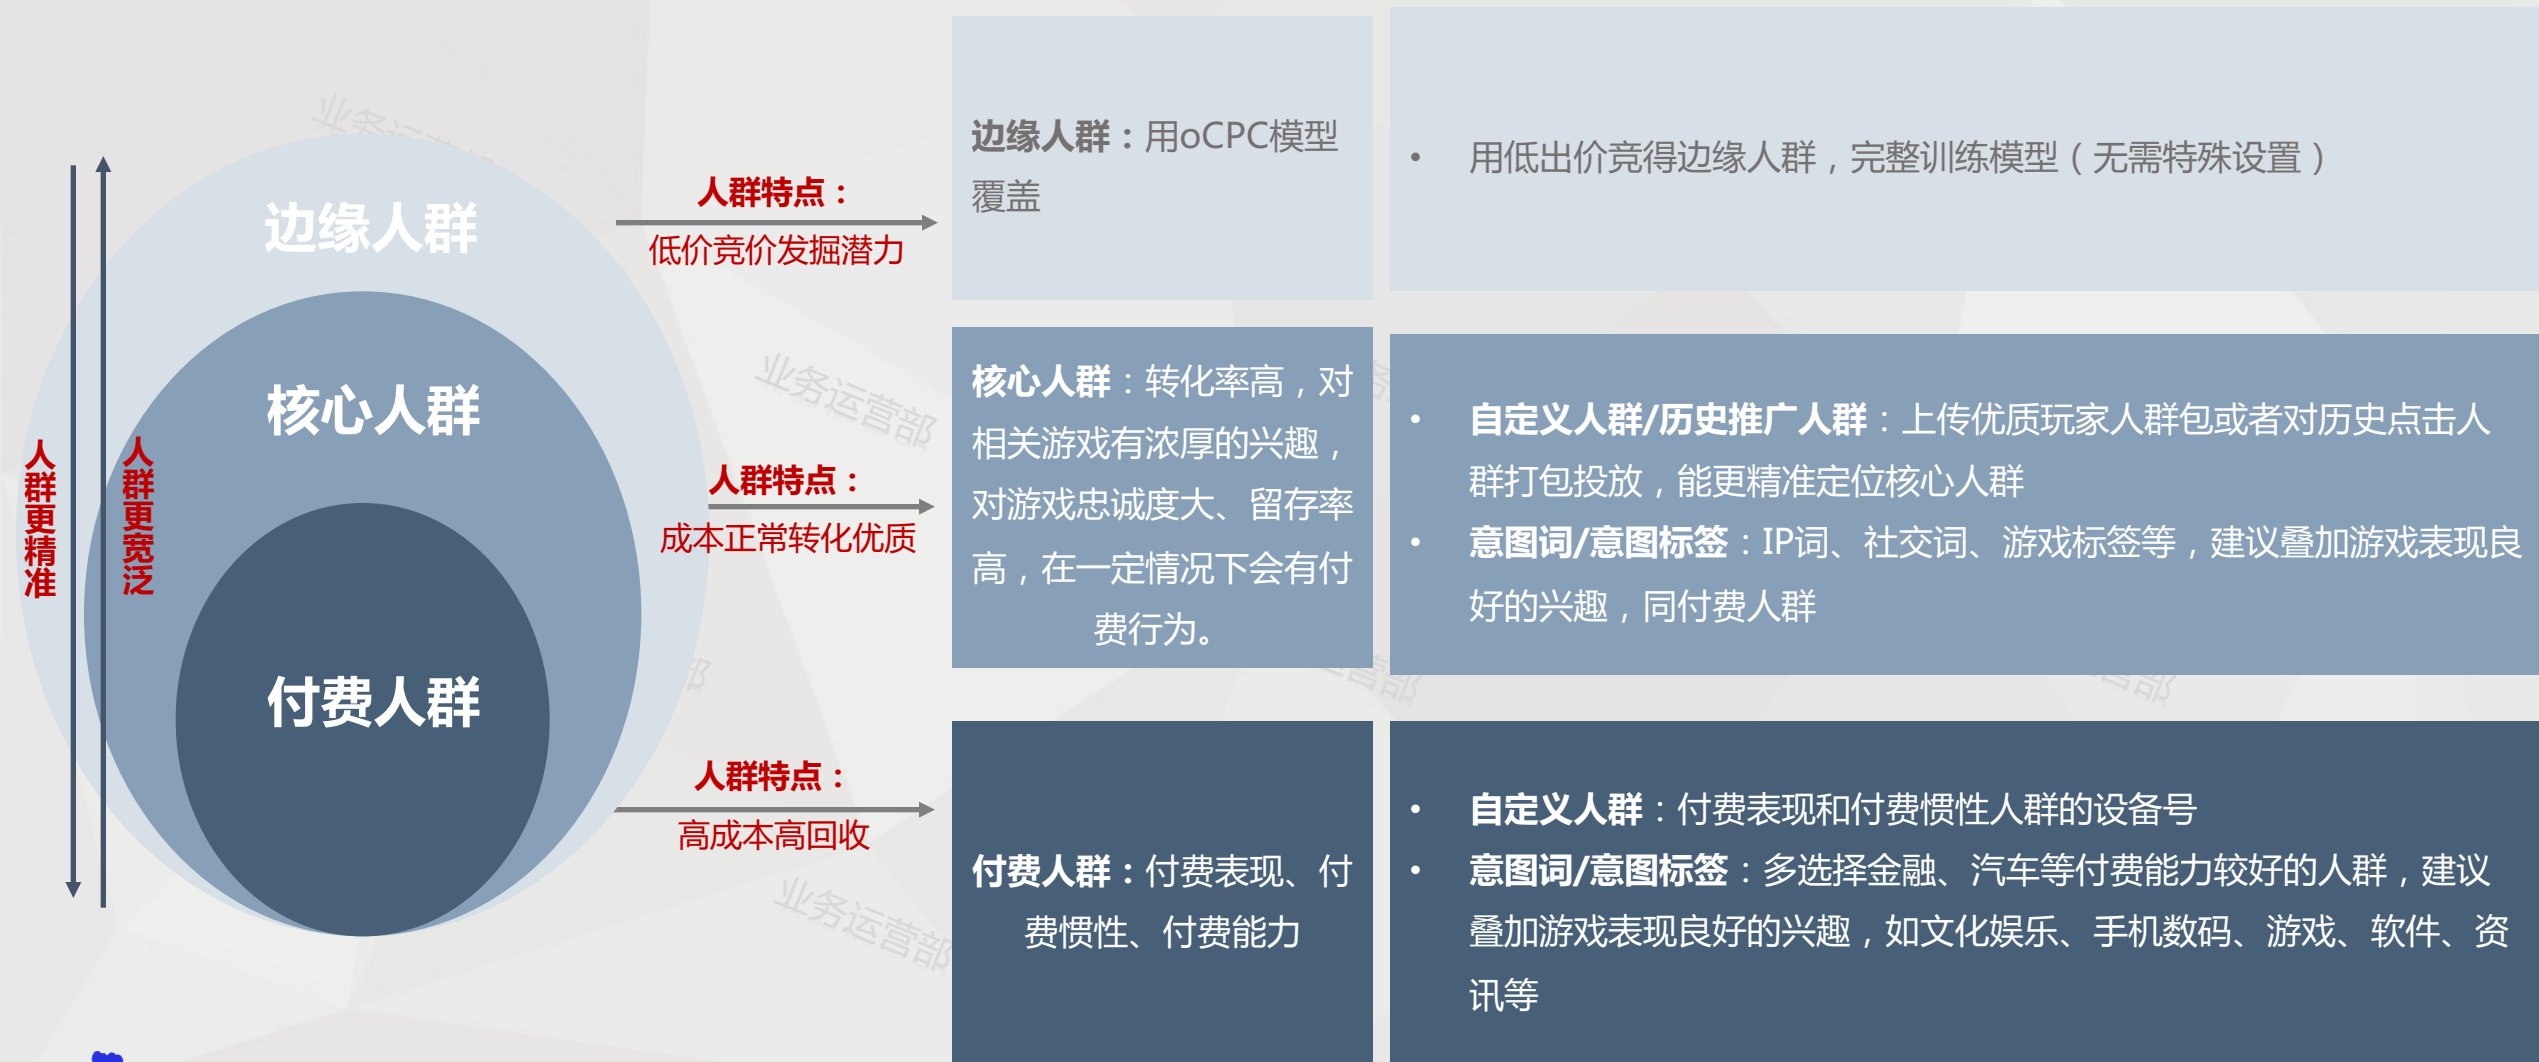 边缘人群
核心人群
付费人群
人群更精准
人群更宽泛
人群特点：
低价竞价发掘潜力
人群特点：
成本正常转化优质
人群特点：
高成本高回收
边缘人群：用oCPC模型
覆盖
• 用低出价竞得边缘人群，完整训练模型（无需特殊设置）
核心人群：转化率高，对
相关游戏有浓厚的兴趣，
对游戏忠诚度大、留存率
高，在一定情况下会有付
费行为。
• 自定义人群/历史推广人群：上传优质玩家人群包或者对历史点击人
群打包投放，能更精准定位核心人群
• 意图词/意图标签：IP词、社交词、游戏标签等，建议叠加游戏表现良
好的兴趣，同付费人群
付费人群：付费表现、付
费惯性、付费能力
• 自定义人群：付费表现和付费惯性人群的设备号
• 意图词/意图标签：多选择金融、汽车等付费能力较好的人群，建议
叠加游戏表现良好的兴趣，如文化娱乐、手机数码、游戏、软件、资
讯等
业务运营部
业务运营部